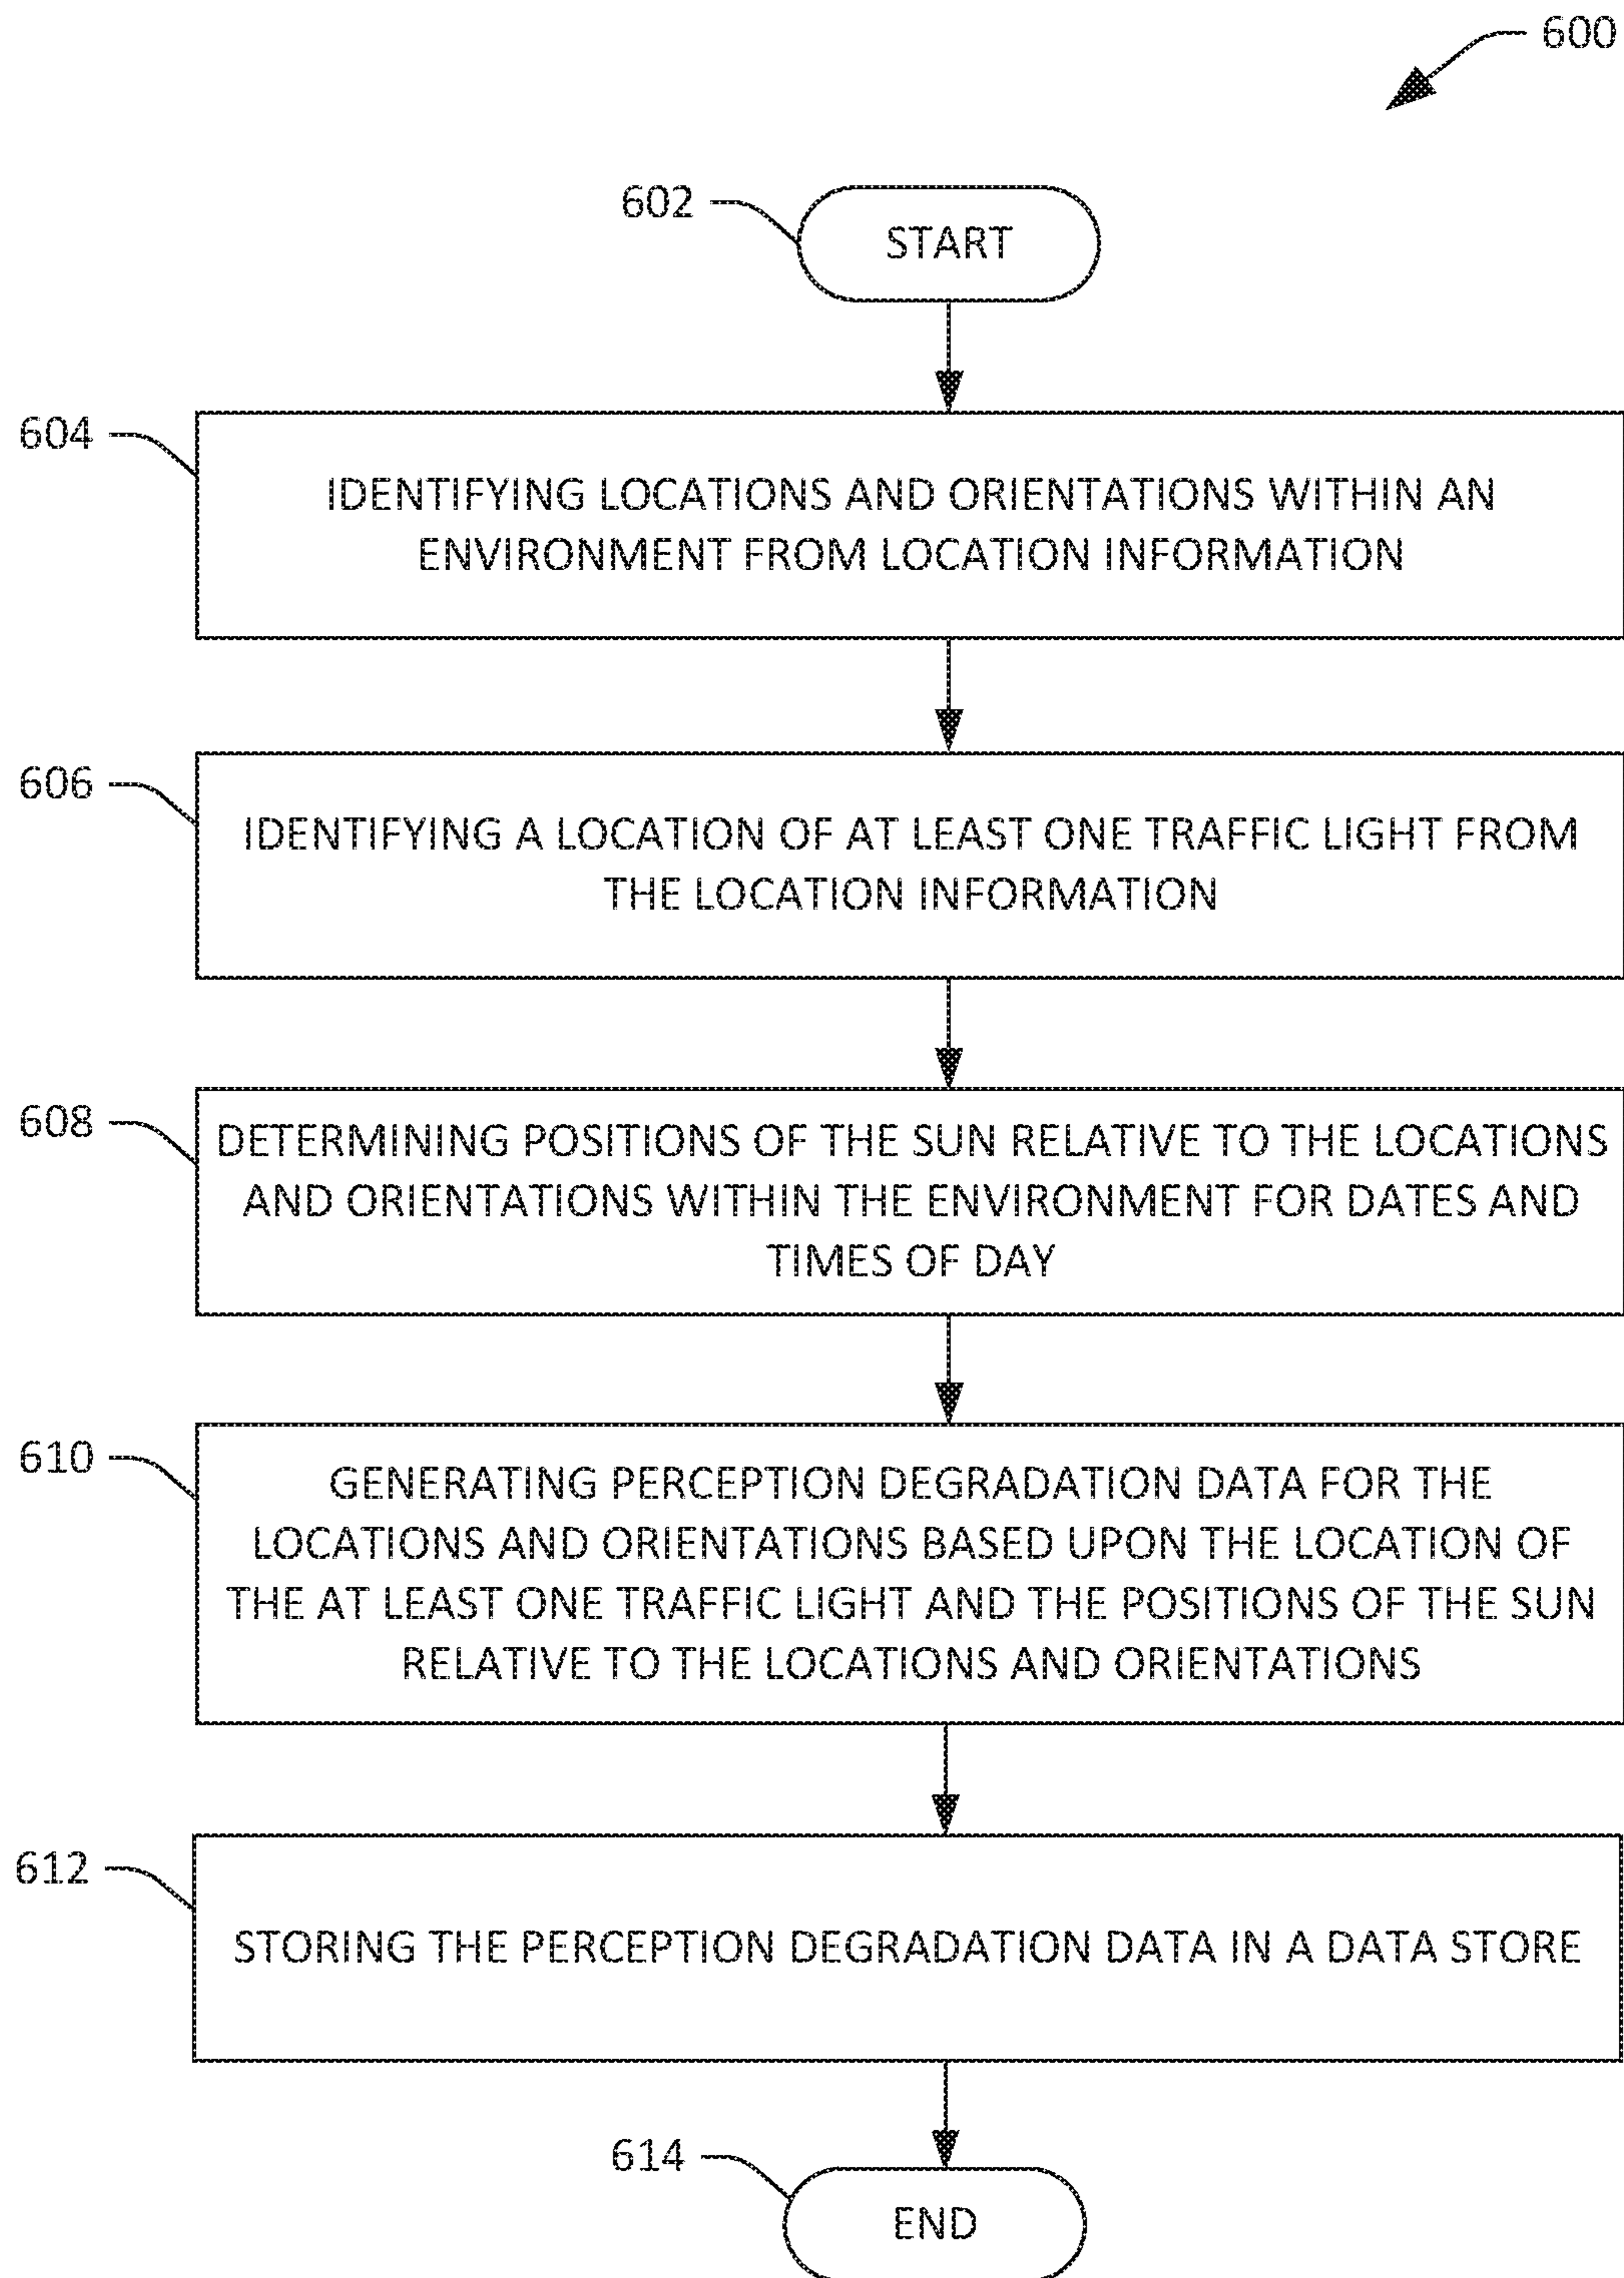 600
602
START
604
IDENTIFYING LOCATIONS AND ORIENTATIONS WITHIN AN
ENVIRONMENT FROM LOCATION INFORMATION
606
IDENTIFYING A LOCATION OF AT LEAST ONE TRAFFIC LIGHT FROM
THE LOCATION INFORMATION
608
DETERMINING POSITIONS OF THE SUN RELATIVE TO THE LOCATIONS
AND ORIENTATIONS WITHIN THE ENVIRONMENT FOR DATES AND
TIMES OF DAY
610
GENERATING PERCEPTION DEGRADATION DATA FOR THE
LOCATIONS AND ORIENTATIONS BASED UPON THE LOCATION OF
THE AT LEAST ONE TRAFFIC LIGHT AND THE POSITIONS OF THE SUN
RELATIVE TO THE LOCATIONS AND ORIENTATIONS
612
STORING THE PERCEPTION DEGRADATION DATA IN A DATA STORE
614
END